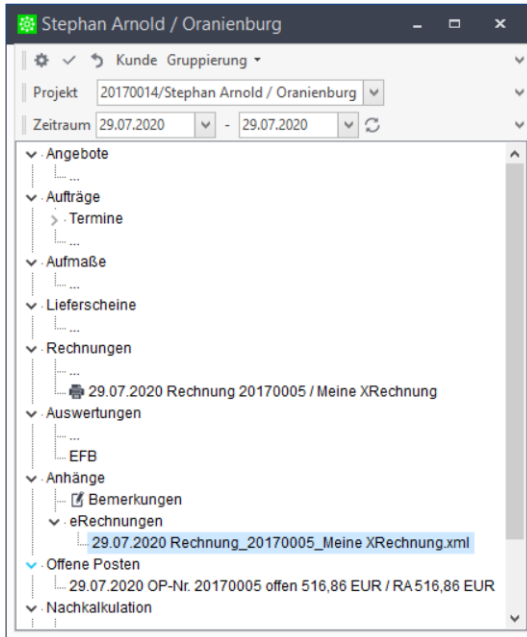 Stephan Arnold / Oranienburg
Kunde Gruppierung
Projekt 20170014/Stephan Arnold / Oranienburg
Zeitraum 29.07.2020 - 29.07.2020
Angebote
...
Aufträge
Termine
...
Aufmaße
...
Lieferscheine
...
Rechnungen
...
29.07.2020 Rechnung 20170005 / Meine XRechnung
Auswertungen
...
EFB
Anhänge
Bemerkungen
eRechnungen
29.07.2020 Rechnung_20170005_Meine XRechnung.xml
Offene Posten
29.07.2020 OP-Nr. 20170005 offen 516,86 EUR / RA 516,86 EUR
Nachkalkulation